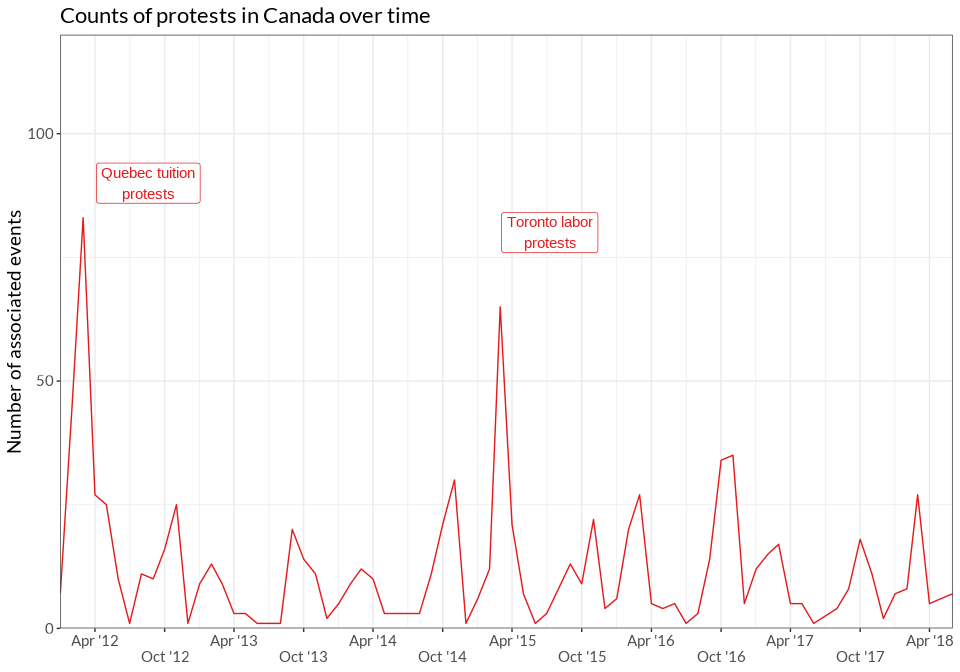 Counts of protests in Canada over time
Number of associated events
100
50
0
Quebec tuition
protests
Toronto labor
protests
Apr '12
Oct '12
Apr '13
Oct '13
Apr '14
Oct '14
Apr '15
Oct '15
Apr '16
Oct '16
Apr '17
Oct '17
Apr '18